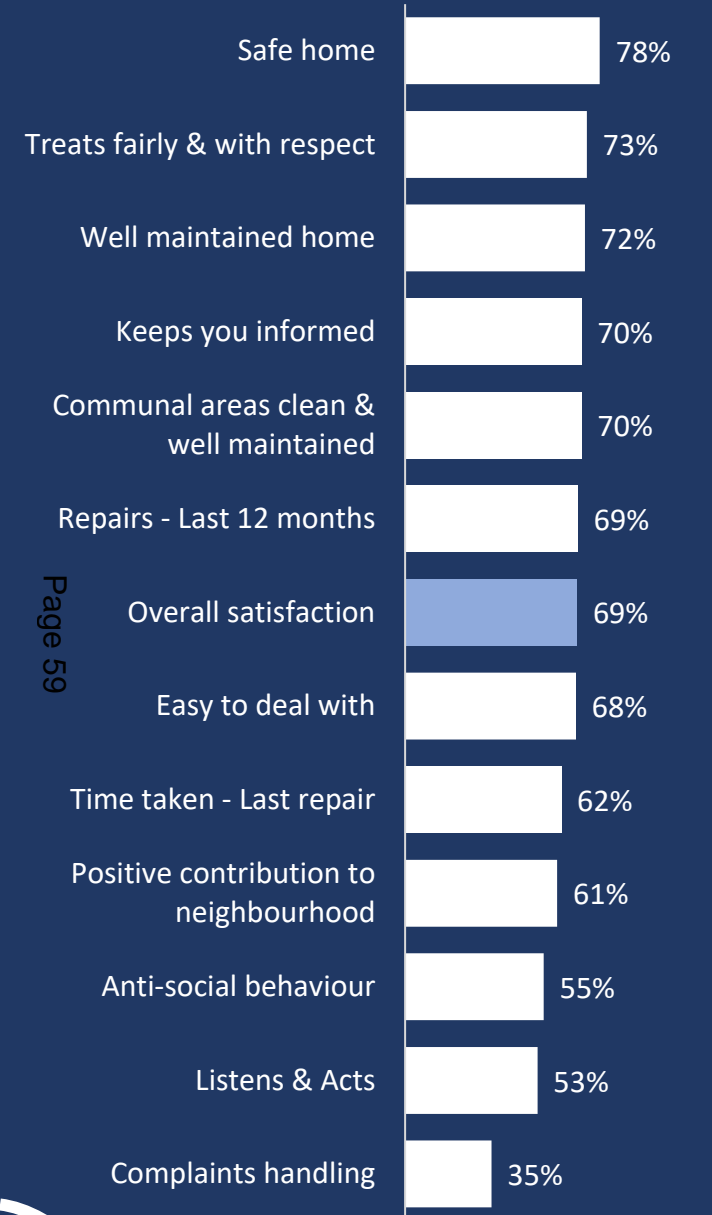 Safe home 78%
Treats fairly & with respect 73%
Well maintained home 72%
Keeps you informed 70%
Communal areas clean &
well maintained 70%
Repairs - Last 12 months 69%
Overall satisfaction 69%
Easy to deal with 68%
Time taken - Last repair 62%
Positive contribution to
neighbourhood 61%
Anti-social behaviour 55%
Listens & Acts 53%
Complaints handling 35%
Page 59